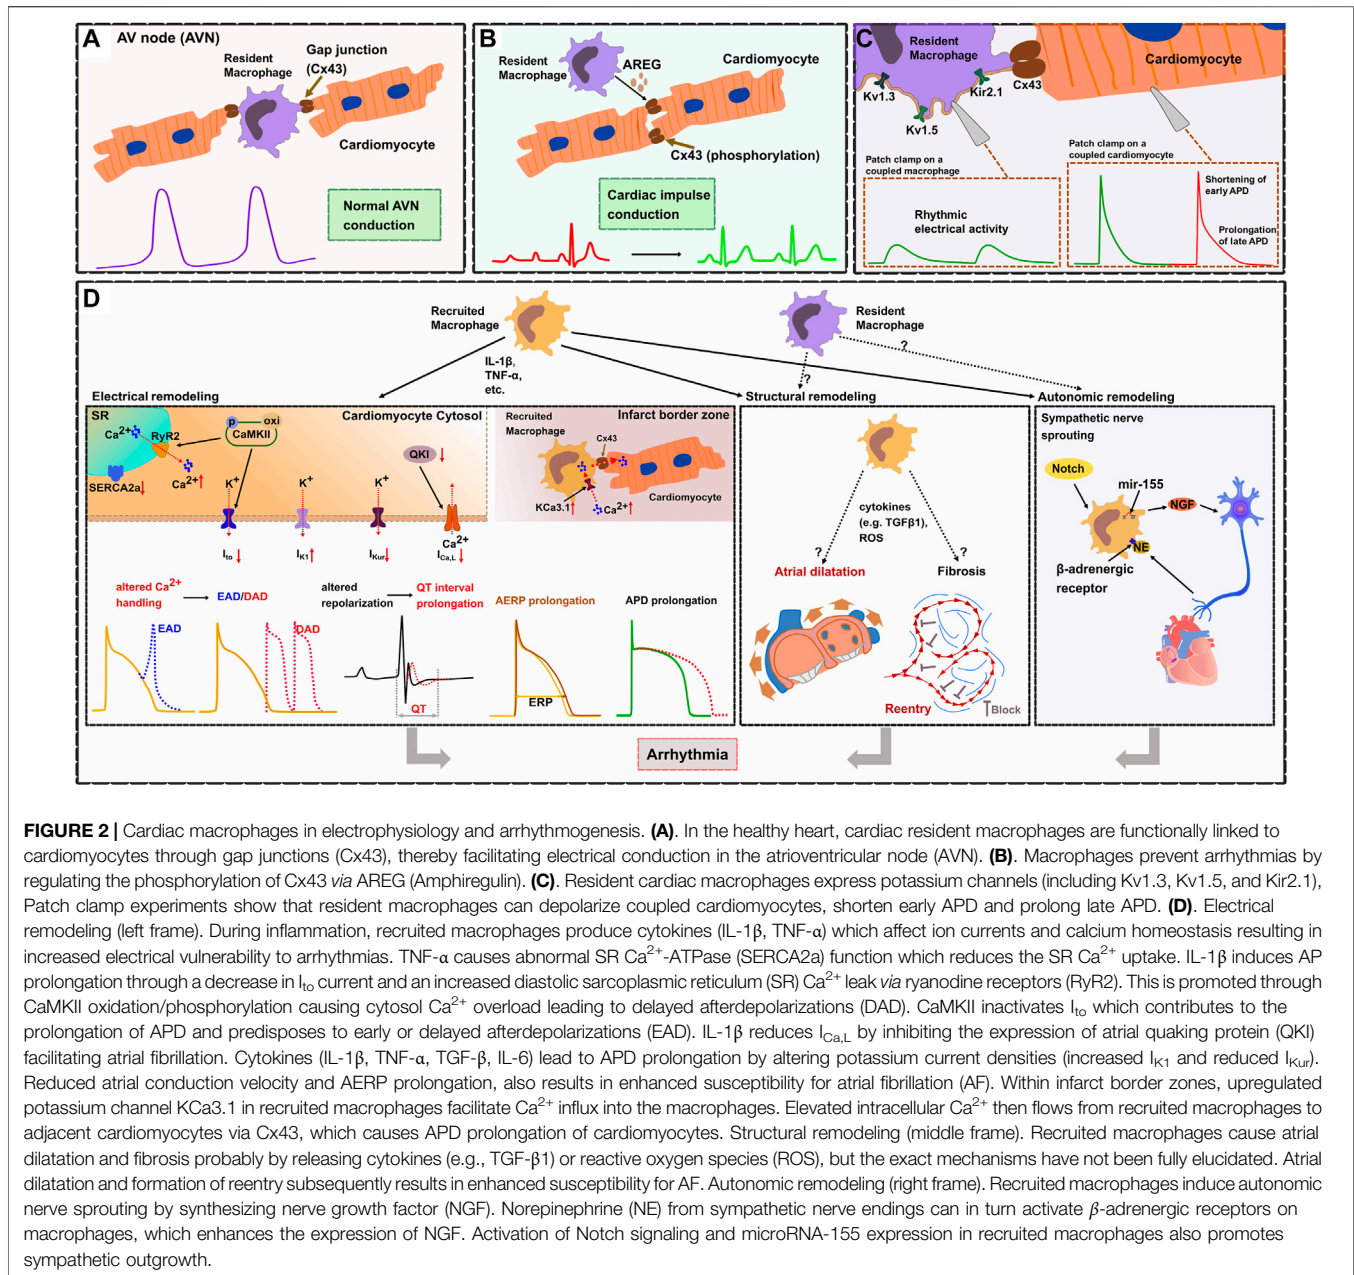 A
AV node (AVN)
Resident
Macrophage
Gap junction
(Cx43)
Cardiomyocyte
Normal AVN
conduction
B
Resident
Macrophage
AREG
Cardiomyocyte
Cx43 (phosphorylation)
Cardiac impulse
conduction
C
Resident
Macrophage
Cardiomyocyte
Kv1.3
Kv1.5
Kir2.1
Cx43
Patch clamp on a
coupled macrophage
Rhythmic
electrical activity
Patch clamp on a
coupled cardiomyocyte
Shortening of
early APD
Prolongation
of late APD
D
Recruited
Macrophage
Resident
Macrophage
IL-1β,
TNF-α,
etc.
?
?
Electrical remodeling
Structural remodeling
Autonomic remodeling
SR
Ca2+
RyR2
SERCA2a
Ca2+
p
oxi
CaMKII
Cardiomyocyte Cytosol
QKI
K+
K+
K+
Ca2+
Ito
IK1
IKur
ICa,L
Infarct border zone
Recruited
Macrophage
Cx43
KCa3.1
Ca2+
Cardiomyocyte
altered Ca2+
handling
EAD/DAD
altered
repolarization
QT interval
prolongation
AERP prolongation
APD prolongation
EAD
DAD
QT
ERP
cytokines
(e.g. TGFβ1),
ROS
?
?
Atrial dilatation
Fibrosis
Reentry
Block
Sympathetic nerve
sprouting
Notch
mir-155
NGF
NE
β-adrenergic
receptor
Arrhythmia
FIGURE 2 | Cardiac macrophages in electrophysiology and arrhythmogenesis. (A). In the healthy heart, cardiac resident macrophages are functionally linked to
cardiomyocytes through gap junctions (Cx43), thereby facilitating electrical conduction in the atrioventricular node (AVN). (B). Macrophages prevent arrhythmias by
regulating the phosphorylation of Cx43 via AREG (Amphiregulin). (C). Resident cardiac macrophages express potassium channels (including Kv1.3, Kv1.5, and Kir2.1),
Patch clamp experiments show that resident macrophages can depolarize coupled cardiomyocytes, shorten early APD and prolong late APD. (D). Electrical
remodeling (left frame). During inflammation, recruited macrophages produce cytokines (IL-1β, TNF-α) which affect ion currents and calcium homeostasis resulting in
increased electrical vulnerability to arrhythmias. TNF-α causes abnormal SR Ca2+-ATPase (SERCA2a) function which reduces the SR Ca2+ uptake. IL-1β induces AP
prolongation through a decrease in Ito current and an increased diastolic sarcoplasmic reticulum (SR) Ca2+ leak via ryanodine receptors (RyR2). This is promoted through
CaMKII oxidation/phosphorylation causing cytosol Ca2+ overload leading to delayed afterdepolarizations (DAD). CaMKII inactivates Ito which contributes to the
prolongation of APD and predisposes to early or delayed afterdepolarizations (EAD). IL-1β reduces ICa,L by inhibiting the expression of atrial quaking protein (QKI)
facilitating atrial fibrillation. Cytokines (IL-1β, TNF-α, TGF-β, IL-6) lead to APD prolongation by altering potassium current densities (increased IK1 and reduced IKur).
Reduced atrial conduction velocity and AERP prolongation, also results in enhanced susceptibility for atrial fibrillation (AF). Within infarct border zones, upregulated
potassium channel KCa3.1 in recruited macrophages facilitate Ca2+ influx into the macrophages. Elevated intracellular Ca2+ then flows from recruited macrophages to
adjacent cardiomyocytes via Cx43, which causes APD prolongation of cardiomyocytes. Structural remodeling (middle frame). Recruited macrophages cause atrial
dilatation and fibrosis probably by releasing cytokines (e.g., TGF-β1) or reactive oxygen species (ROS), but the exact mechanisms have not been fully elucidated. Atrial
dilatation and formation of reentry subsequently results in enhanced susceptibility for AF. Autonomic remodeling (right frame). Recruited macrophages induce autonomic
nerve sprouting by synthesizing nerve growth factor (NGF). Norepinephrine (NE) from sympathetic nerve endings can in turn activate β-adrenergic receptors on
macrophages, which enhances the expression of NGF. Activation of Notch signaling and microRNA-155 expression in recruited macrophages also promotes
sympathetic outgrowth.